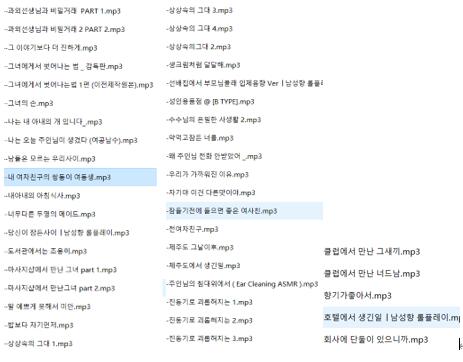 -과외선생님과 비밀거래 PART 1.mp3
-과외선생님과 비밀거래 2 PART 2.mp3
-그 이야기보다 더 진하게.mp3
-그녀에게서 벗어나는 법 _ 감독판.mp3
-그녀에게서 벗어나는법 1편 (이전제작원본).mp3
-그녀의 손.mp3
-나는 내 아내의 개 입니다_.mp3
-나는 오늘 주인님이 생겼다 (여공남수).mp3
-남들은 모르는 우리사이.mp3
-내 여자친구의 쌍둥이 여동생.mp3
-내아내의 아침식사.mp3
-너무다른 두명의 메이드.mp3
-당신이 잠든사이ㅣ남성향 롤플레이.mp3
-도서관에서는 조용히.mp3
-마사지샵에서 만난 그녀 part 1.mp3
-마사지샵에서 만난그녀 part 2.mp3
-말 예쁘게 못해서 미안.mp3
-밥보다 자기먼저.mp3
-상상속의 그대 1.mp3
-상상속의 그대 3.mp3
-상상속의 그대 4.mp3
-상상속의그대 2.mp3
-생크림처럼 달달해.mp3
-선배집에서 부모님몰래 입제음향 Verㅣ남성향 롤플레
-성인용품점 @ [B TYPE].mp3
-수수님의 은밀한 사생활 2.mp3
-약먹고잠든 너를.mp3
-왜 주인님 전화 안받았어 _.mp3
-우리가 가까워진 이유.mp3
-자기야 이건 다른맛이야.mp3
-잠들기전에 들으면 좋은 여사친.mp3
-전여자친구.mp3
-제주도 그날이후.mp3
-제주도에서 생긴일.mp3
-주인님의 침대위에서 ( Ear Cleaning ASMR ).mp3
-진동기로 괴롭혀지는 1.mp3
-진동기로 괴롭혀지는 2.mp3
-진동기로 괴롭혀지는 3.mp3
클럽에서 만난 그새끼.mp3
클럽에서 만난 너드남.mp3
향기가좋아서.mp3
호텔에서 생긴일ㅣ남성향 롤플레이.mp
회사에 단둘이 있으니까.mp3